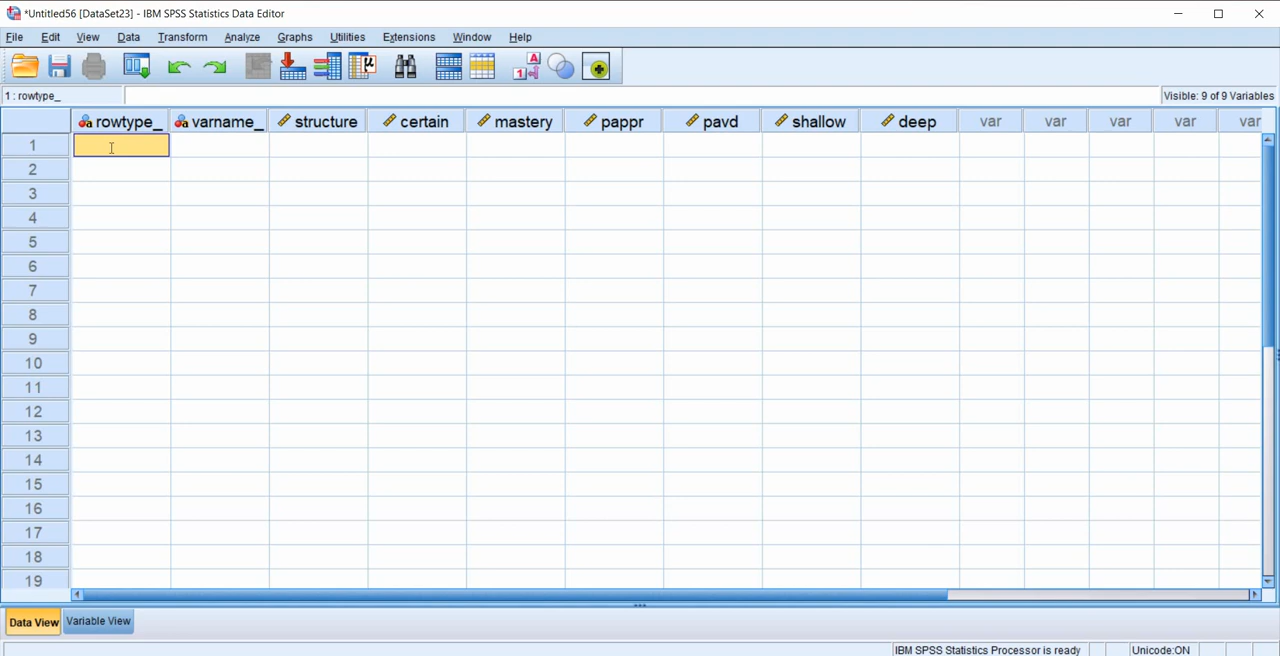 *Untitled56 [DataSet23] - IBM SPSS Statistics Data Editor
File Edit View Data Transform Analyze Graphs Utilities Extensions Window Help
1 : rowtype_
Visible: 9 of 9 Variables
rowtype_ varname_ structure certain mastery pappr pavd shallow deep var var var var var
1
2
3
4
5
6
7
8
9
10
11
12
13
14
15
16
17
18
19
Data View Variable View
IBM SPSS Statistics Processor is ready Unicode:ON